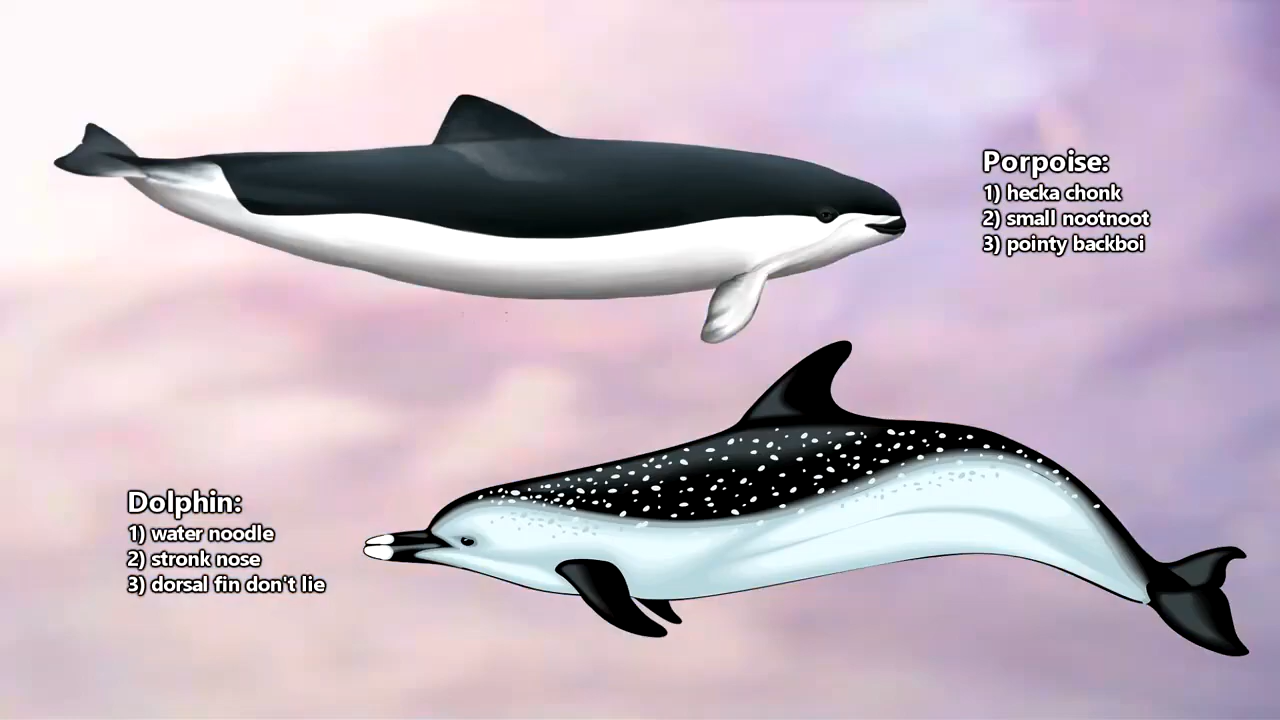 Porpoise:
1) hecka chonk
2) small nootnoot
3) pointy backboi
Dolphin:
1) water noodle
2) stronk nose
3) dorsal fin don't lie